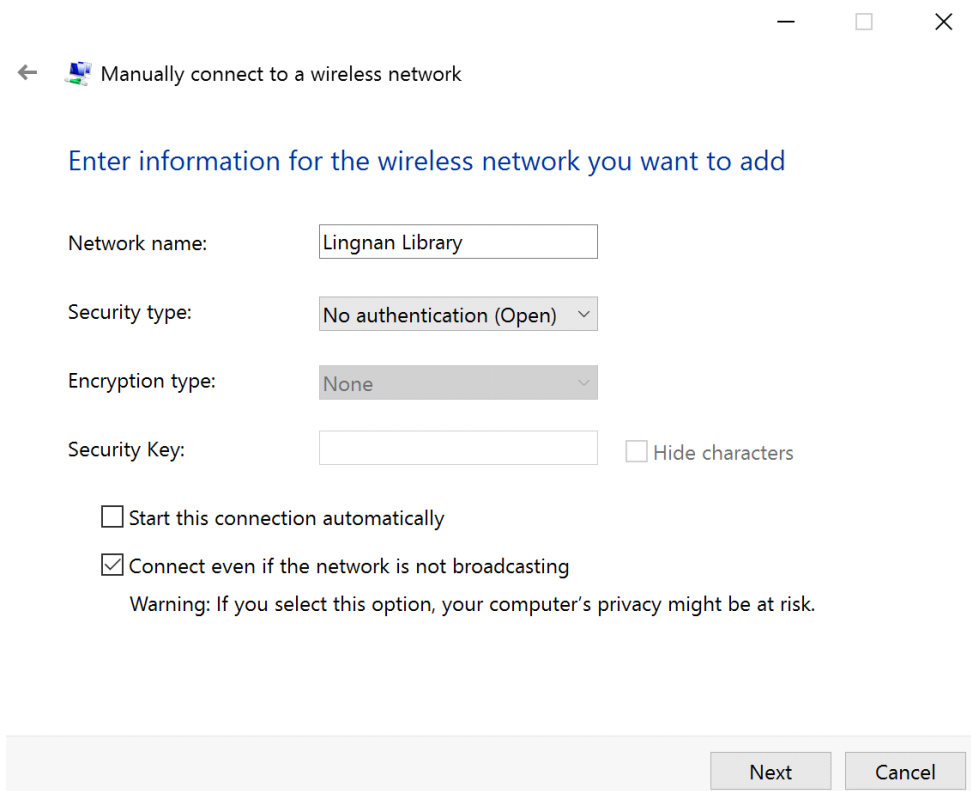 Manually connect to a wireless network
Enter information for the wireless network you want to add
Network name:
Lingnan Library
Security type:
No authentication (Open)
Encryption type:
None
Security Key:
Hide characters
Start this connection automatically
Connect even if the network is not broadcasting
Warning: If you select this option, your computer’s privacy might be at risk.
Next
Cancel